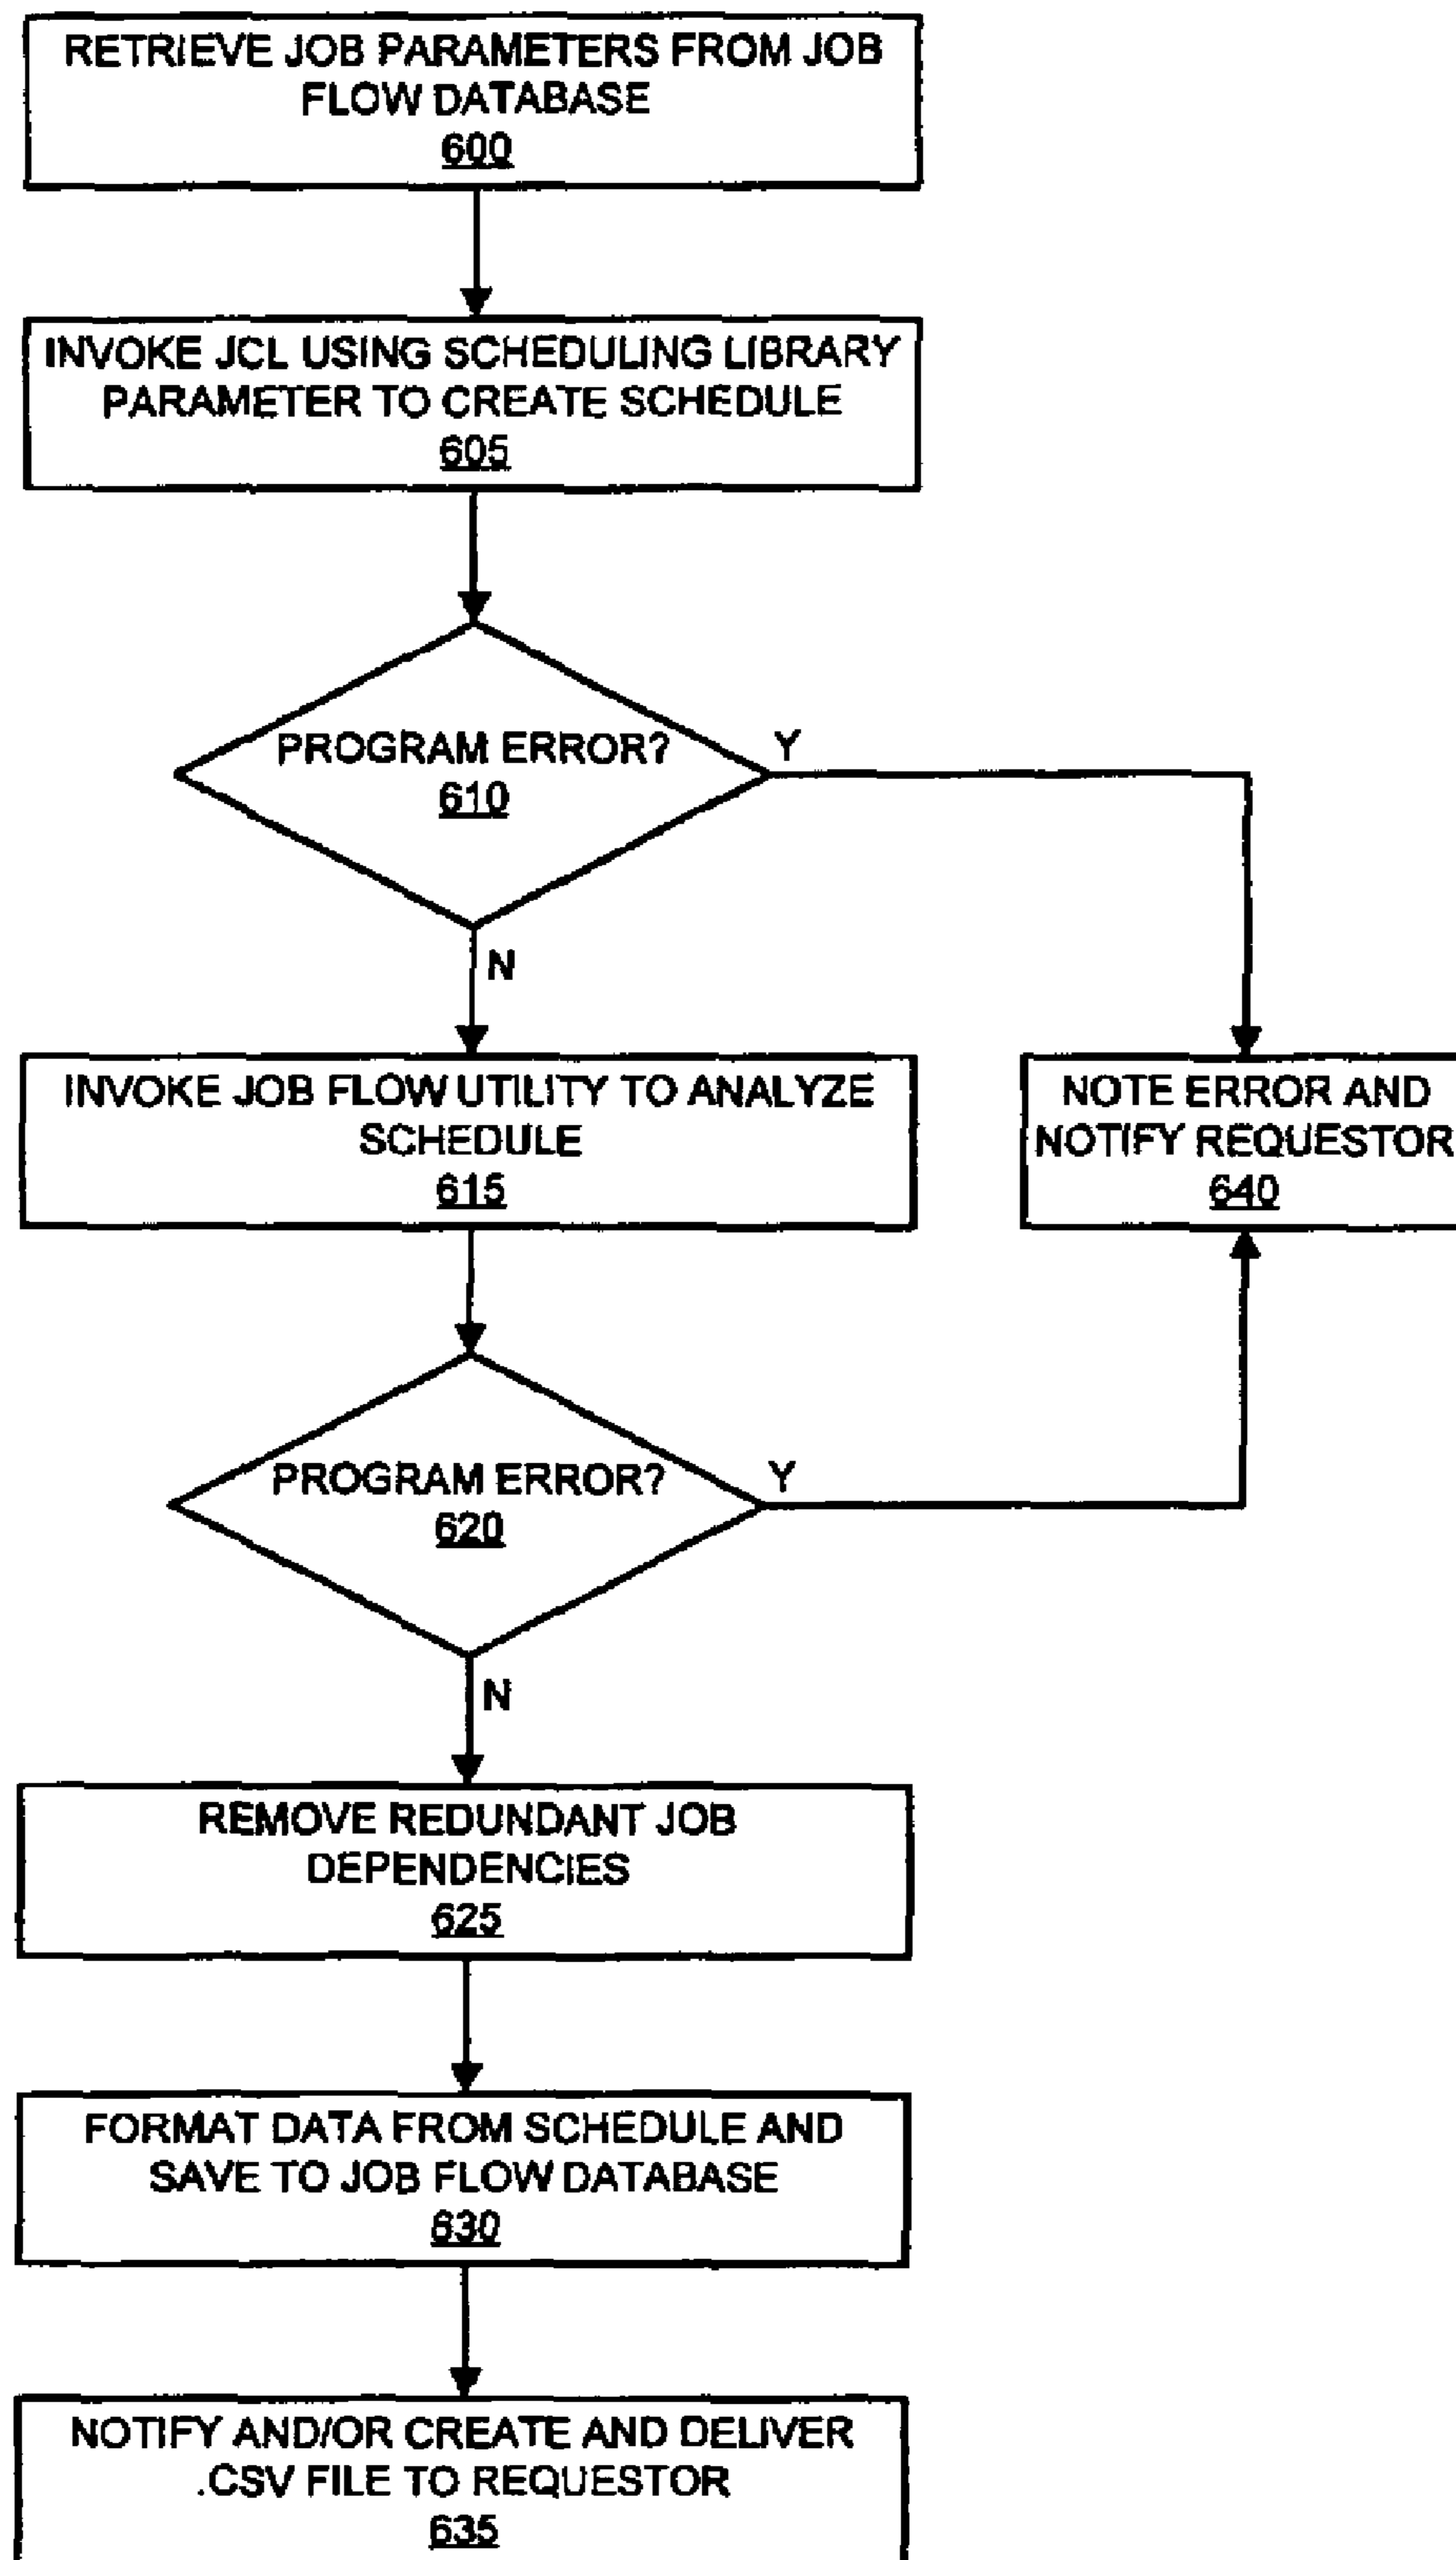 RETRIEVE JOB PARAMETERS FROM JOB
FLOW DATABASE
600
INVOKE JCL USING SCHEDULING LIBRARY
PARAMETER TO CREATE SCHEDULE
605
PROGRAM ERROR?
610
Y
N
INVOKE JOB FLOW UTILITY TO ANALYZE
SCHEDULE
615
NOTE ERROR AND
NOTIFY REQUESTOR
640
PROGRAM ERROR?
620
Y
N
REMOVE REDUNDANT JOB
DEPENDENCIES
625
FORMAT DATA FROM SCHEDULE AND
SAVE TO JOB FLOW DATABASE
630
NOTIFY AND/OR CREATE AND DELIVER
.CSV FILE TO REQUESTOR
635